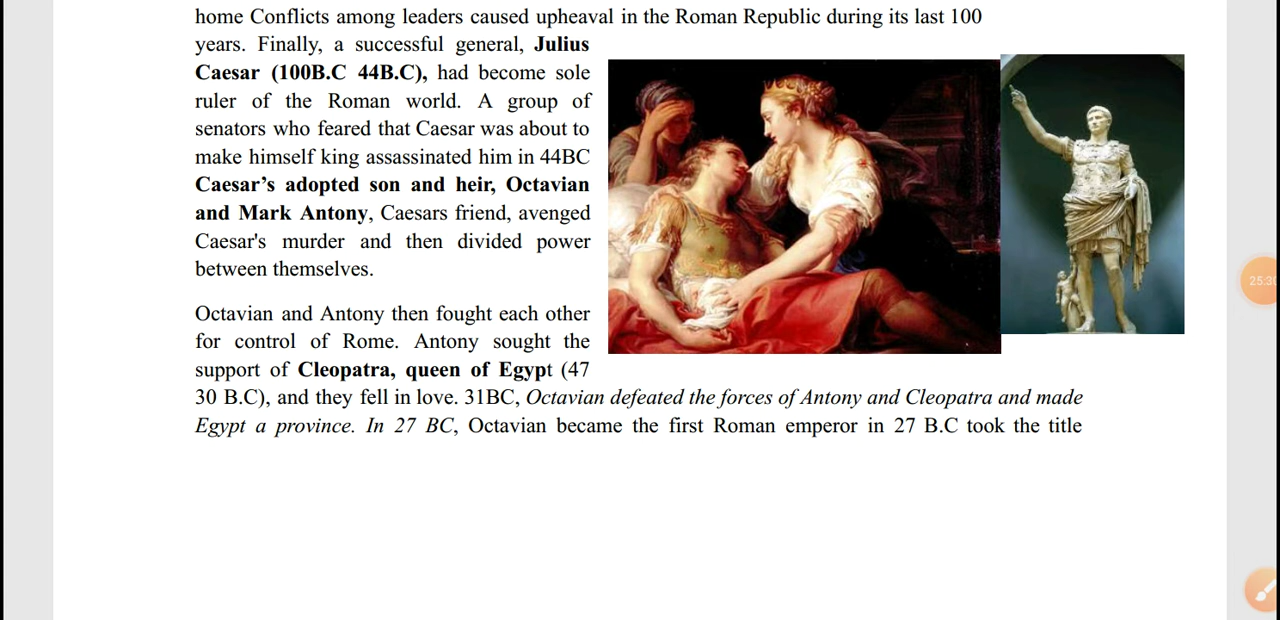 home Conflicts among leaders caused upheaval in the Roman Republic during its last 100
years. Finally, a successful general, Julius
Caesar (100B.C 44B.C), had become sole
ruler of the Roman world. A group of
senators who feared that Caesar was about to
make himself king assassinated him in 44BC
Caesar's adopted son and heir, Octavian
and Mark Antony, Caesars friend, avenged
Caesar's murder and then divided power
between themselves.
Octavian and Antony then fought each other
for control of Rome. Antony sought the
support of Cleopatra, queen of Egypt (47
30 B.C), and they fell in love. 31BC, Octavian defeated the forces of Antony and Cleopatra and made
Egypt a province. In 27 BC, Octavian became the first Roman emperor in 27 B.C took the title